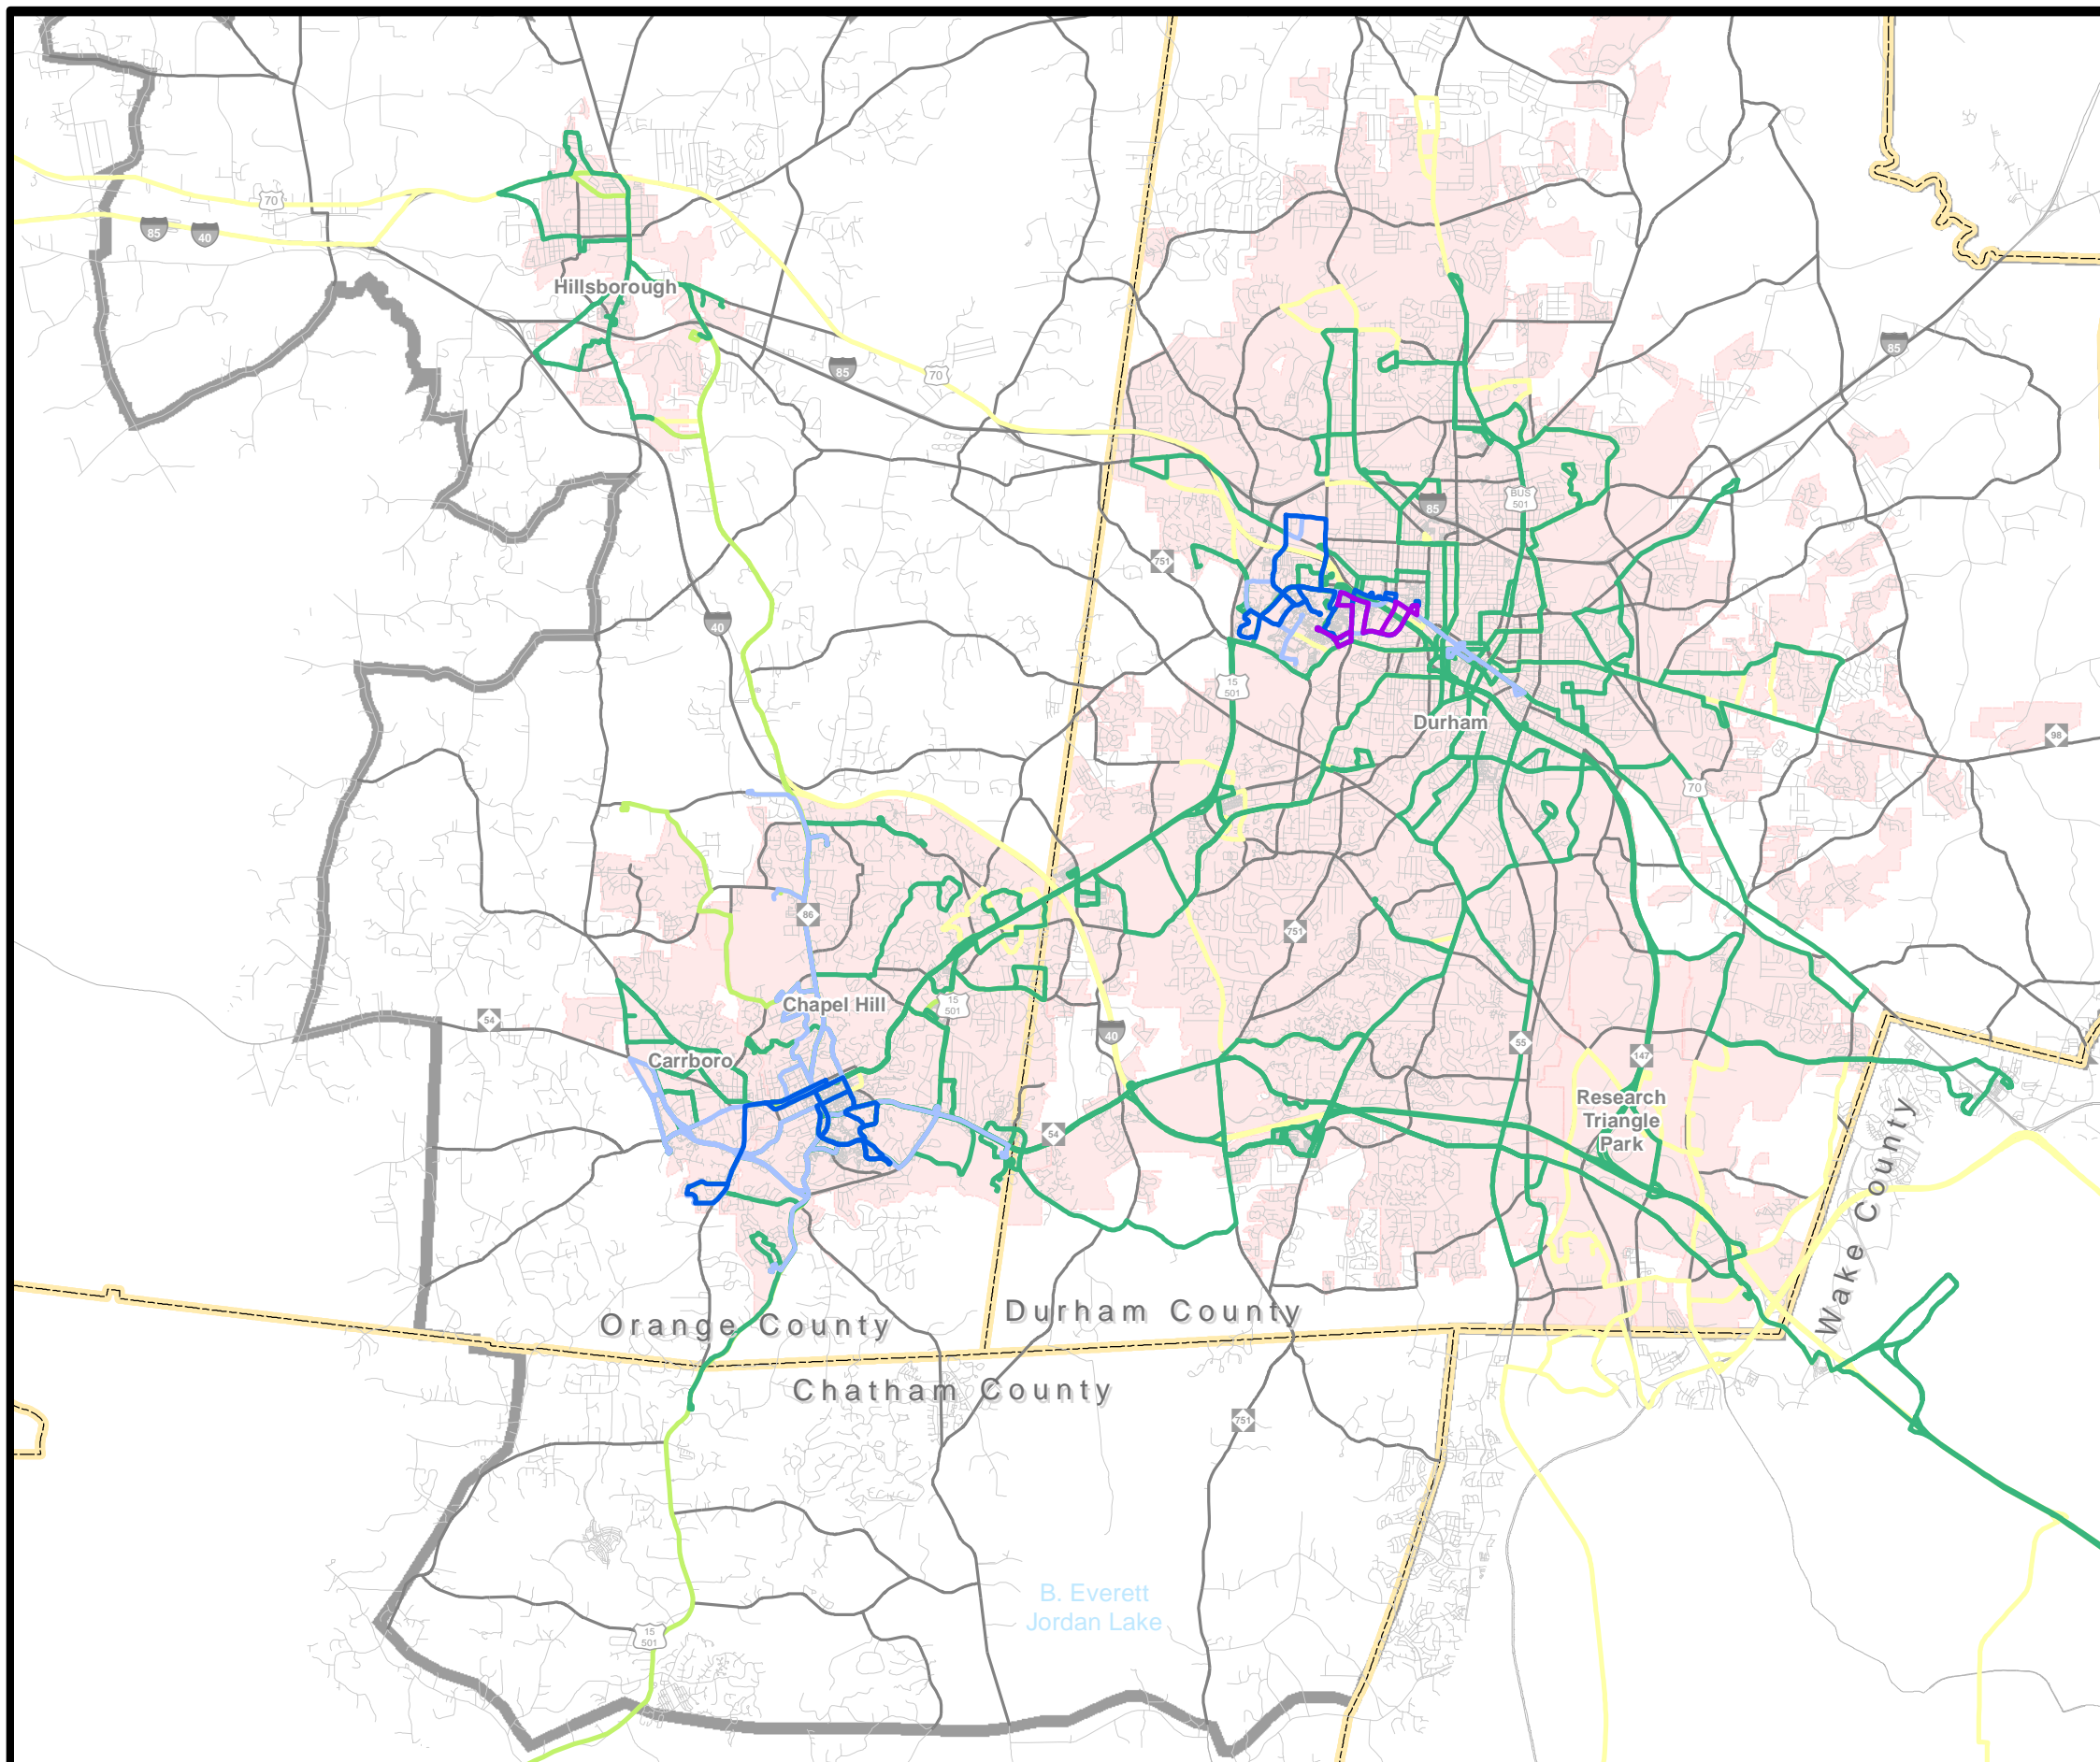 70
85
40
Hillsborough
85
70
85
BUS
501
85
751
40
15
501
Durham
98
70
86
751
Chapel Hill
15
501
54
40
55
147
Carrboro
Research
Triangle
Park
54
Wake County
Durham County
Orange County
Chatham County
751
B. Everett
Jordan Lake
15
501